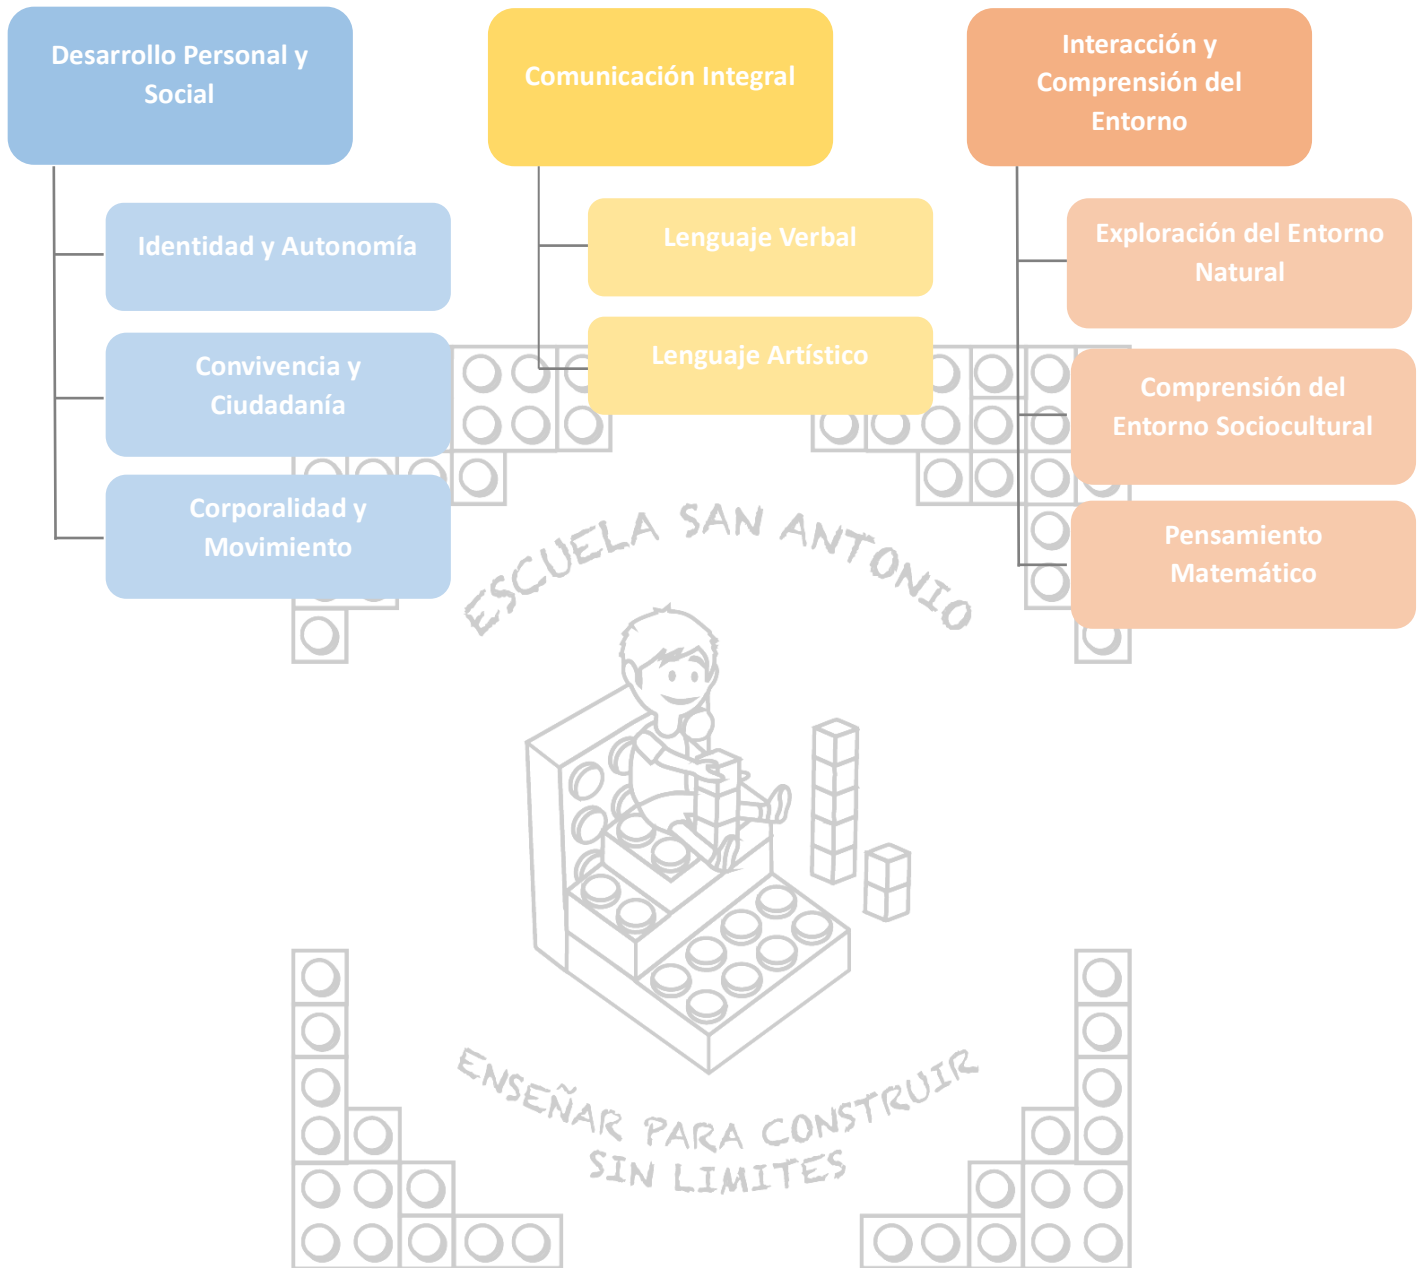 Desarrollo Personal y
Social
Identidad y Autonomía
Convivencia y
Ciudadanía
Corporalidad y
Movimiento
Comunicación Integral
Lenguaje Verbal
Lenguaje Artístico
Interacción y
Comprensión del
Entorno
Exploración del Entorno
Natural
Comprensión del
Entorno Sociocultural
Pensamiento
Matemático
ESCUELA SAN ANTONIO
ENSEÑAR PARA CONSTRUIR
SIN LIMITES